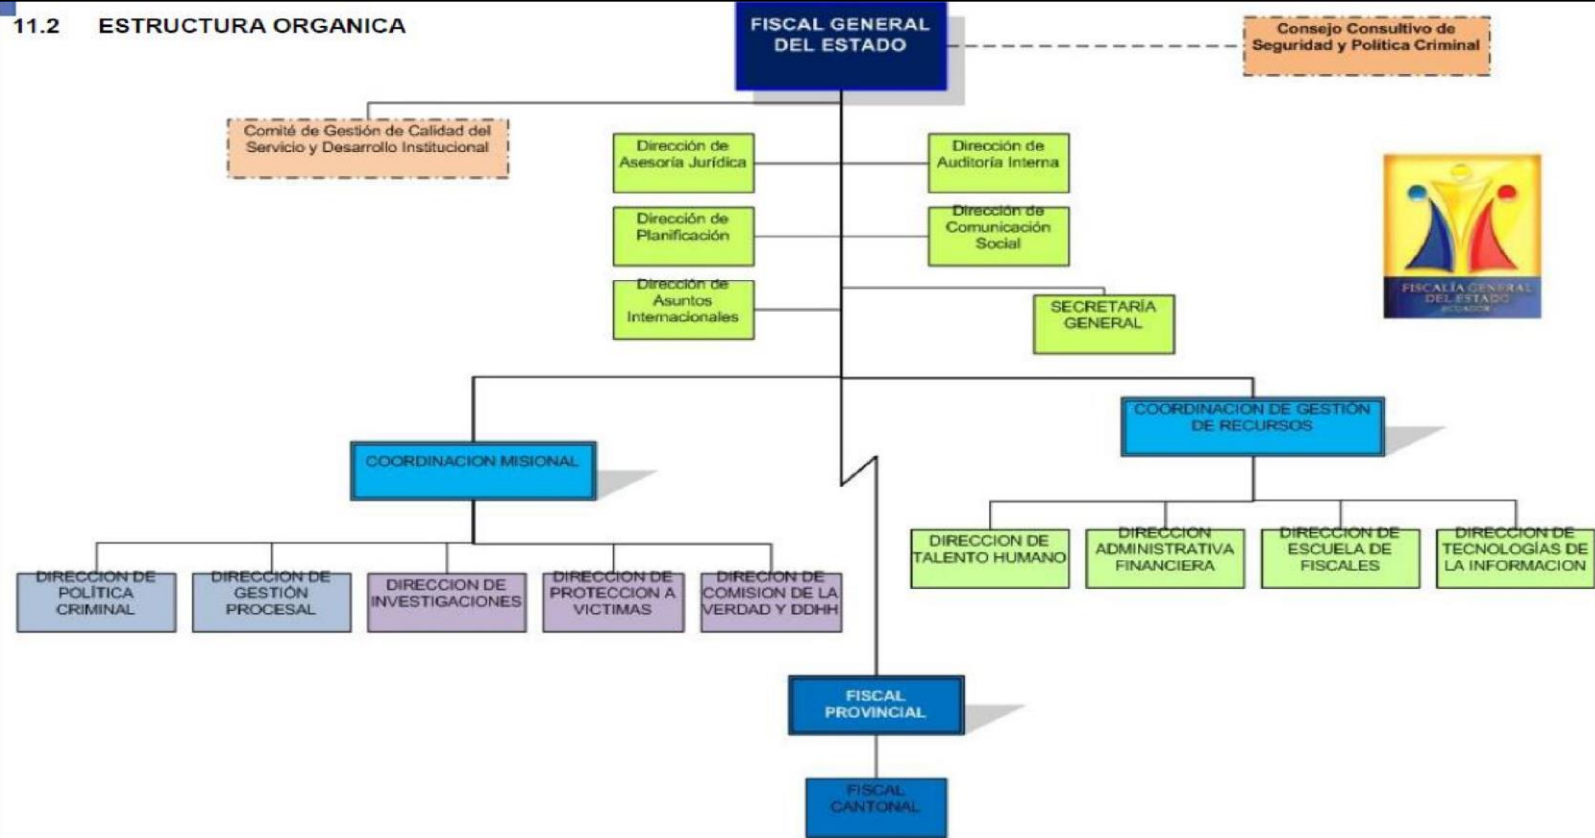 11.2 ESTRUCTURA ORGANICA
FISCAL GENERAL
DEL ESTADO
Consejo Consultivo de
Seguridad y Política Criminal
Comité de Gestión de Calidad del
Servicio y Desarrollo Institucional
Dirección de
Asesoría Jurídica
Dirección de
Auditoría Interna
Dirección de
Planificación
Dirección de
Comunicación
Social
Dirección de
Asuntos
Internacionales
SECRETARÍA
GENERAL
FISCALÍA GENERAL
DEL ESTADO
ECUADOR
COORDINACION MISIONAL
COORDINACION DE GESTIÓN
DE RECURSOS
DIRECCION DE
POLÍTICA
CRIMINAL
DIRECCION DE
GESTIÓN
PROCESAL
DIRECCION DE
INVESTIGACIONES
DIRECCION DE
PROTECCION A
VICTIMAS
DIRECION DE
COMISION DE LA
VERDAD Y DDHH
DIRECCION DE
TALENTO HUMANO
DIRECCION
ADMINISTRATIVA
FINANCIERA
DIRECCION DE
ESCUELA DE
FISCALES
DIRECCION DE
TECNOLOGÍAS DE
LA INFORMACION
FISCAL
PROVINCIAL
FISCAL
CANTONAL